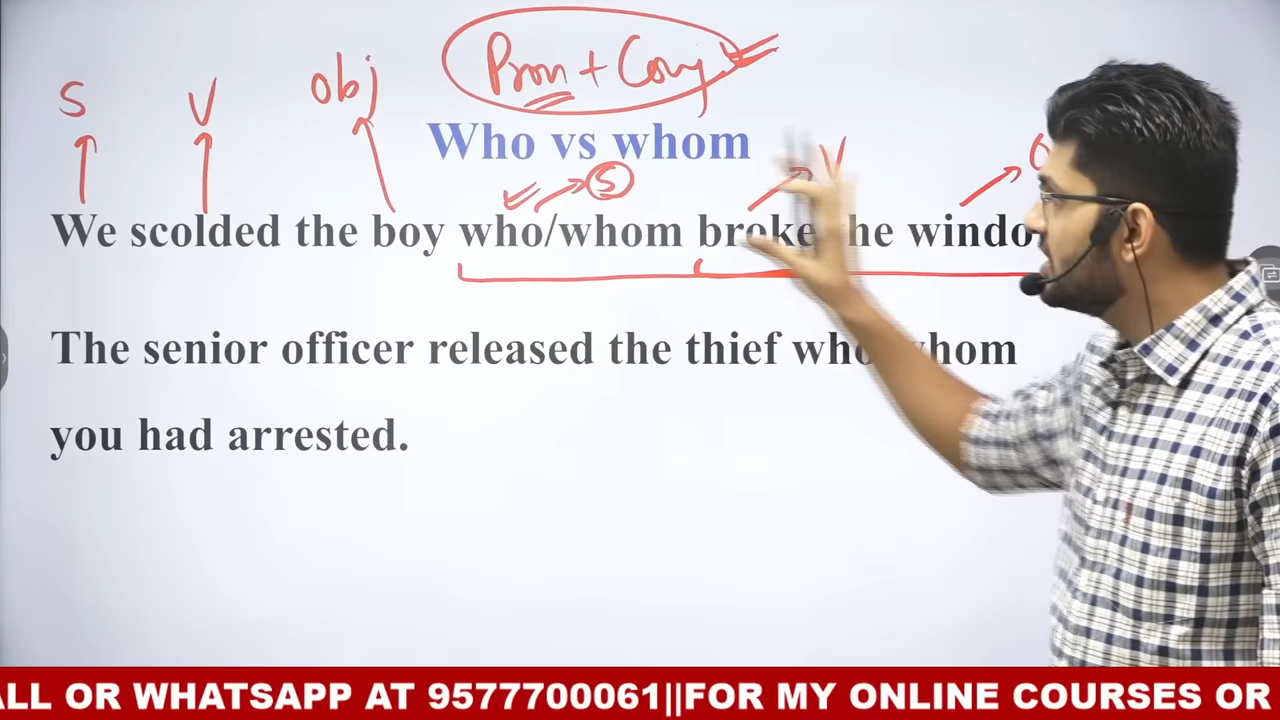 Pron + Conj
S V obj
Who vs whom
S V O
We scolded the boy who/whom broke the windo
The senior officer released the thief who whom
you had arrested.
ALL OR WHATSAPP AT 9577700061||FOR MY ONLINE COURSES OR